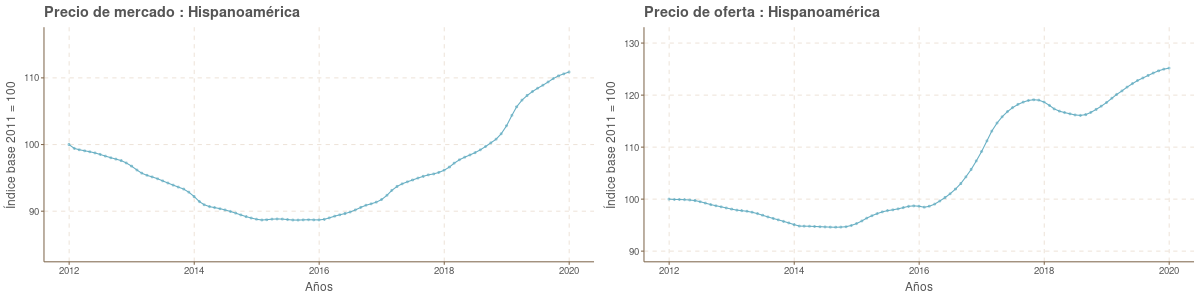 Precio de mercado : Hispanoamérica
Índice base 2011 = 100
110
100
90
2012 2014 2016 2018 2020
Años
Precio de oferta : Hispanoamérica
Índice base 2011 = 100
130
120
110
100
90
2012 2014 2016 2018 2020
Años